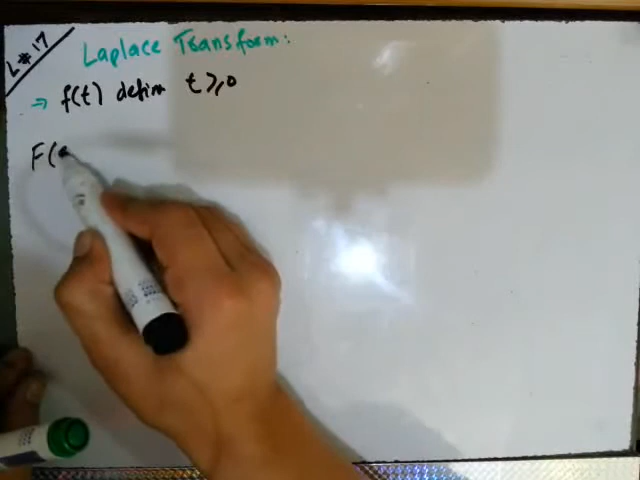 L#17
Laplace Transform:
→ f(t) defin t≥0
F(